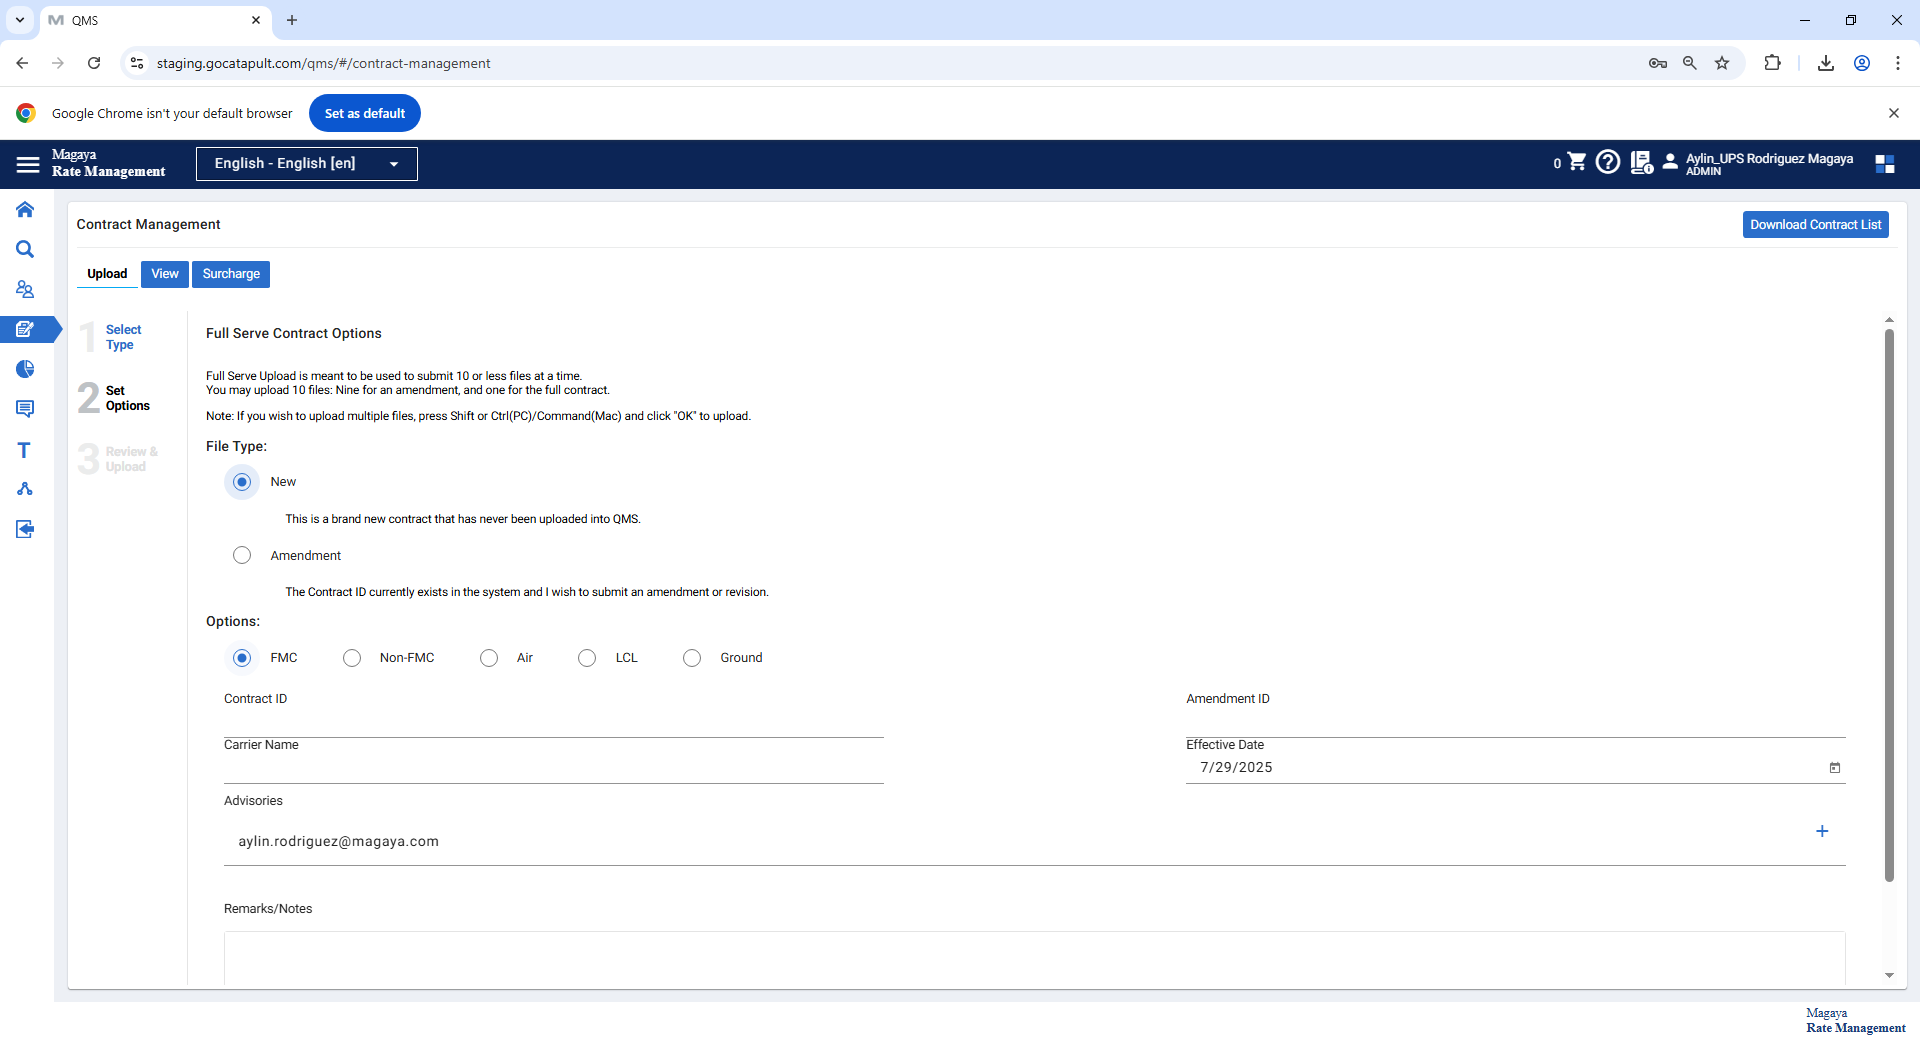 QMS
staging.gocatapult.com/qms/#/contract-management
Google Chrome isn't your default browser
Set as default
Magaya
Rate Management
English - English [en]
0
Aylin_UPS Rodriguez Magaya
ADMIN
Contract Management
Download Contract List
Upload
View
Surcharge
1 Select
Type
2 Set
Options
3 Review &
Upload
Full Serve Contract Options
Full Serve Upload is meant to be used to submit 10 or less files at a time.
You may upload 10 files: Nine for an amendment, and one for the full contract.
Note: If you wish to upload multiple files, press Shift or Ctrl(PC)/Command(Mac) and click "OK" to upload.
File Type:
New
This is a brand new contract that has never been uploaded into QMS.
Amendment
The Contract ID currently exists in the system and I wish to submit an amendment or revision.
Options:
FMC
Non-FMC
Air
LCL
Ground
Contract ID
Amendment ID
Carrier Name
Effective Date
7/29/2025
Advisories
aylin.rodriguez@magaya.com
Remarks/Notes
Magaya
Rate Management